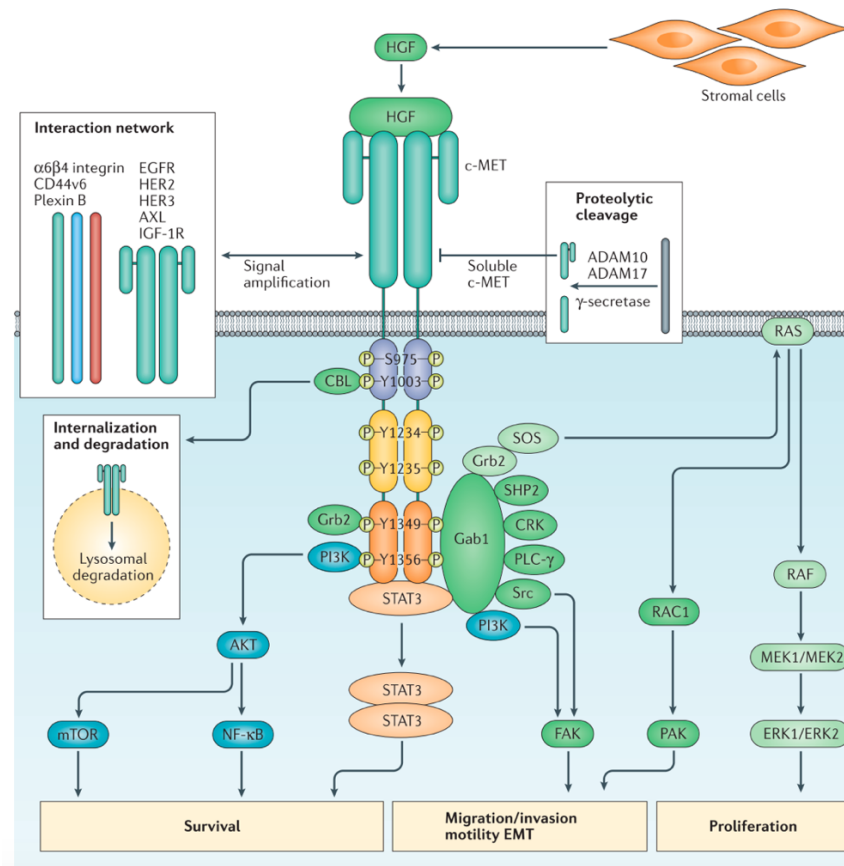 HGF
Stromal cells
HGF
c-MET
Interaction network
α6β4 integrin
CD44v6
Plexin B
EGFR
HER2
HER3
AXL
IGF-1R
Signal
amplification
Soluble
c-MET
Proteolytic
cleavage
ADAM10
ADAM17
γ-secretase
RAS
P S975 P
CBL P Y1003 P
P Y1234 P
P Y1235 P
Grb2 P Y1349 P
PI3K P Y1356 P
STAT3
Internalization
and degradation
Lysosomal
degradation
SOS
Grb2
Gab1
SHP2
CRK
PLC-γ
Src
PI3K
RAC1
RAF
AKT
MEK1/MEK2
STAT3
STAT3
mTOR
NF-κB
FAK
PAK
ERK1/ERK2
Survival
Migration/invasion
motility EMT
Proliferation